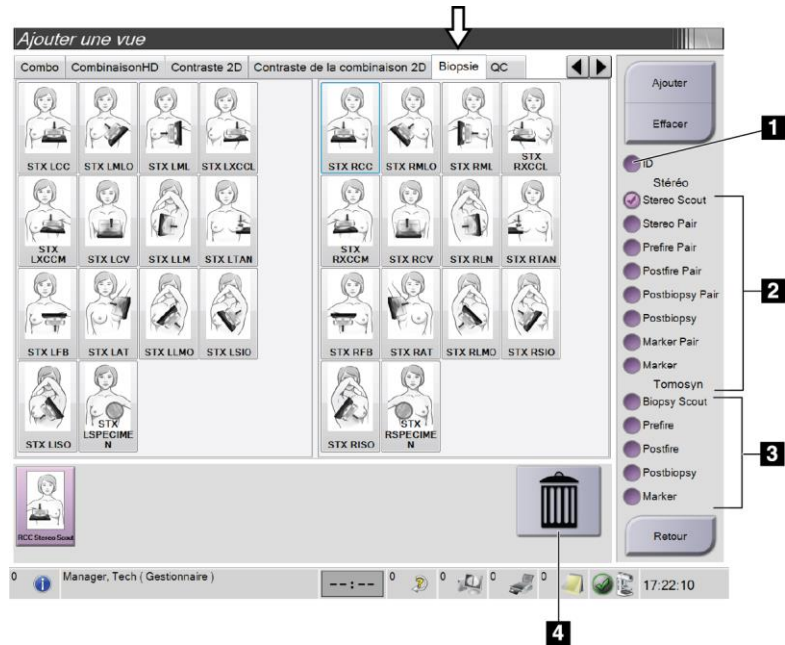 Ajouter une vue
Combo CombinaisonHD Contraste 2D Contraste de la combinaison 2D Biopsie QC
STX LCC STX LMLO STX LML STX LXCCL
STX LXCCM STX LCV STX LLM STX LTAN
STX LFB STX LAT STX LLMO STX LSIO
STX LISO STX LSPECIMEN
STX RCC STX RMLO STX RML STX RXCCL
STX RXCCM STX RCV STX RLN STX RTAN
STX RFB STX RAT STX RLMO STX RSIO
STX RISO STX RSPECIMEN
Ajouter
Effacer
1
ID
Stéréo
Stereo Scout
Stereo Pair
Prefire Pair
Postfire Pair
Postbiopsy Pair
2
Postbiopsy
Marker Pair
Marker
Tomosyn
Biopsy Scout
Prefire
Postfire
3
Postbiopsy
Marker
Retour
RCC Stereo Scout
0 Manager, Tech ( Gestionnaire ) --:-- 0 0 0 0 17:22:10
4